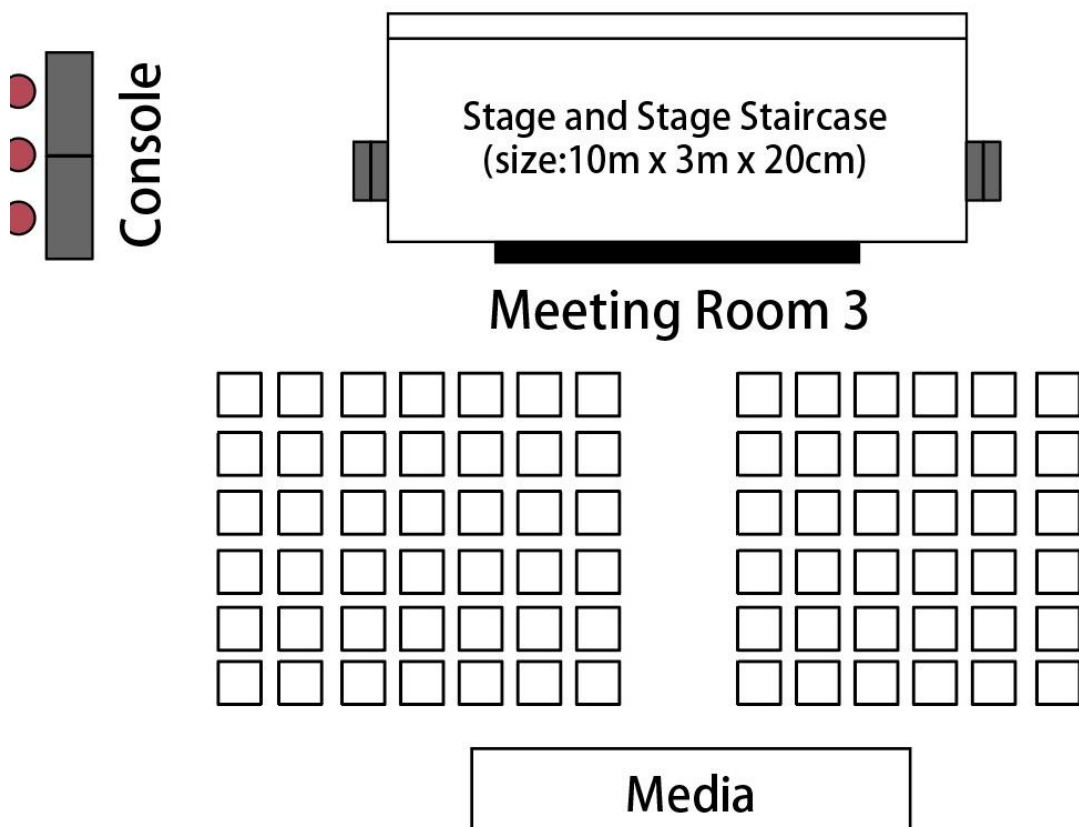 Console
Stage and Stage Staircase
(size:10m x 3m x 20cm)
Meeting Room 3
Media